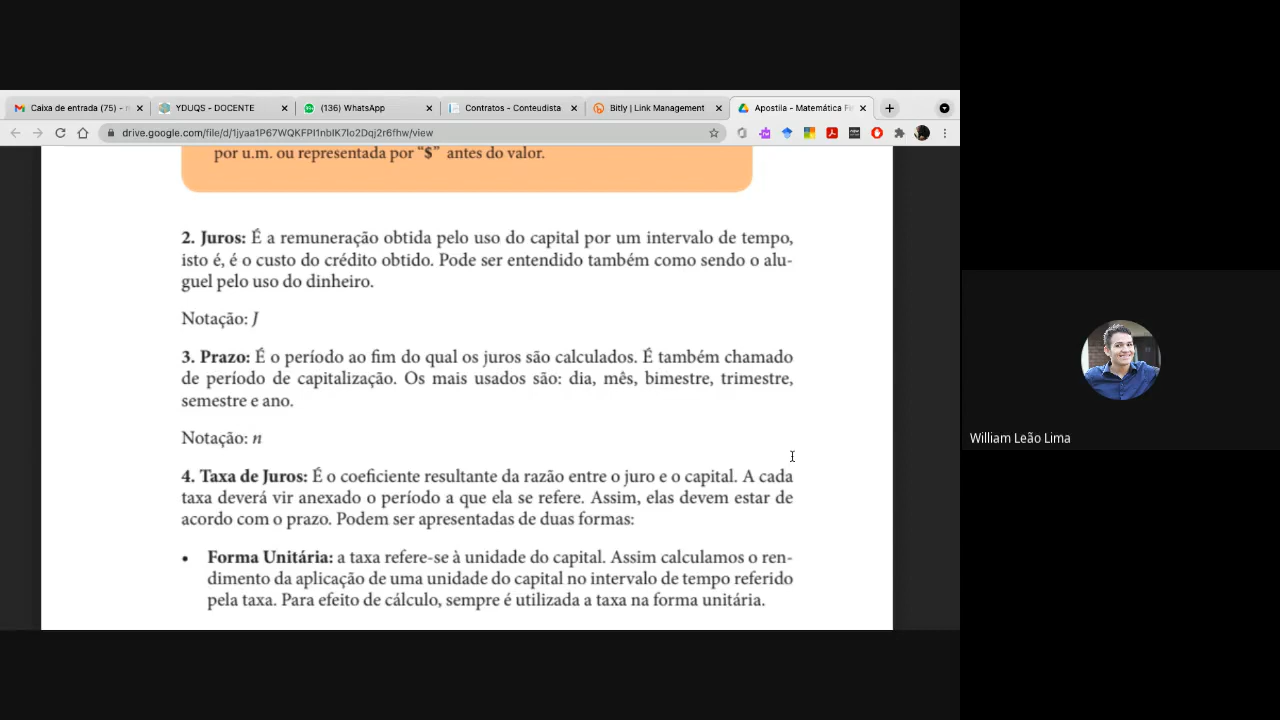 Caixa de entrada (75) -
YDUQS - DOCENTE
(136) WhatsApp
Contratos - Conteudista
Bitly | Link Management
Apostila - Matemática Fi
drive.google.com/file/d/1jyaa1P67WQKFPI1nbIK7Io2Dqj2r6fhw/view
por u.m. ou representada por “$” antes do valor.
2. Juros: É a remuneração obtida pelo uso do capital por um intervalo de tempo,
isto é, é o custo do crédito obtido. Pode ser entendido também como sendo o alu-
guel pelo uso do dinheiro.
Notação: J
3. Prazo: É o período ao fim do qual os juros são calculados. É também chamado
de período de capitalização. Os mais usados são: dia, mês, bimestre, trimestre,
semestre e ano.
Notação: n
4. Taxa de Juros: É o coeficiente resultante da razão entre o juro e o capital. A cada
taxa deverá vir anexado o período a que ela se refere. Assim, elas devem estar de
acordo com o prazo. Podem ser apresentadas de duas formas:
• Forma Unitária: a taxa refere-se à unidade do capital. Assim calculamos o ren-
dimento da aplicação de uma unidade do capital no intervalo de tempo referido
pela taxa. Para efeito de cálculo, sempre é utilizada a taxa na forma unitária.
William Leão Lima